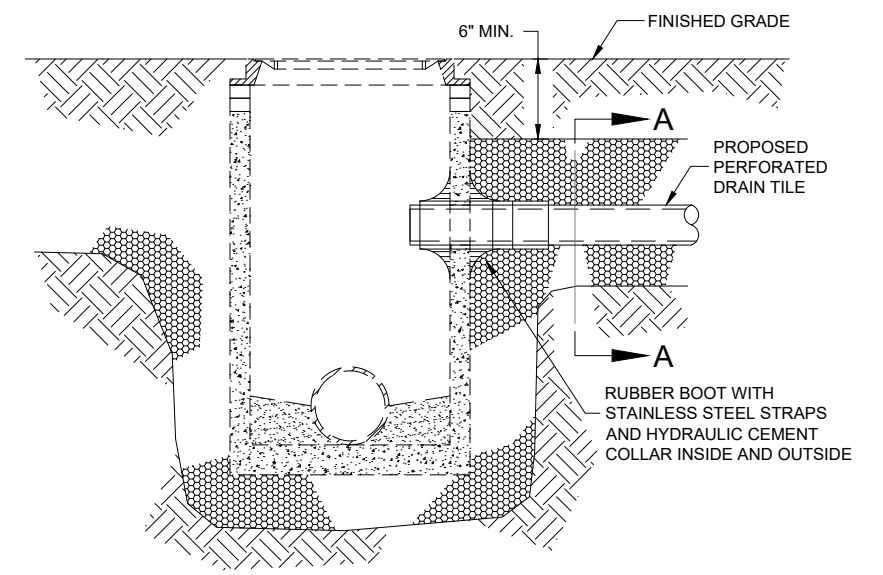 6" MIN.
FINISHED GRADE
A
PROPOSED
PERFORATED
DRAIN TILE
A
RUBBER BOOT WITH
STAINLESS STEEL STRAPS
AND HYDRAULIC CEMENT
COLLAR INSIDE AND OUTSIDE